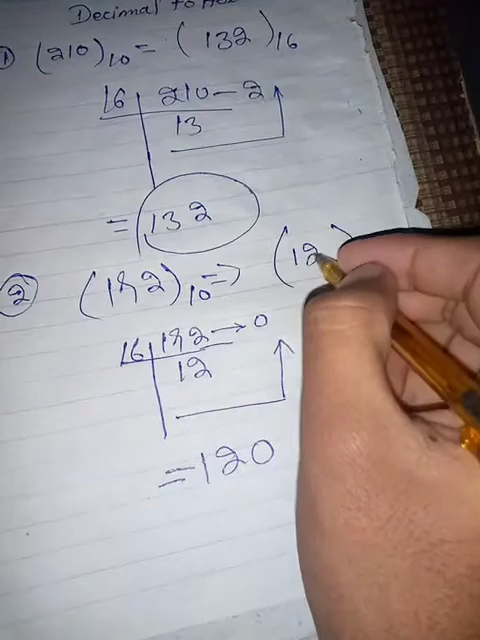 Decimal to Hex
① (210)₁₀ = (132)₁₆
16 | 210 - 2
13
= 132
② (192)₁₀ => (12
16 | 192 → 0
12
= 120